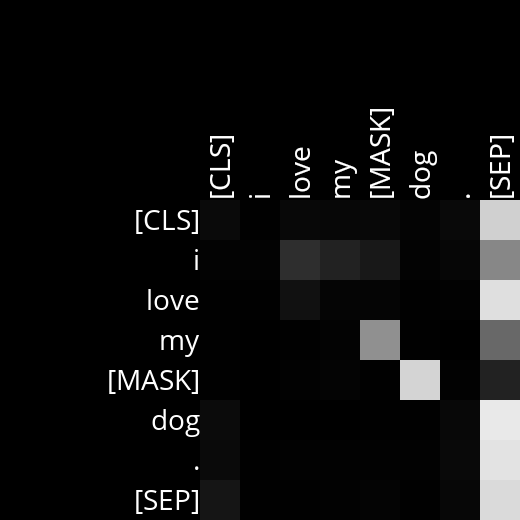 [CLS] i love my [MASK] dog . [SEP]
[CLS]
i
love
my
[MASK]
dog
.
[SEP]